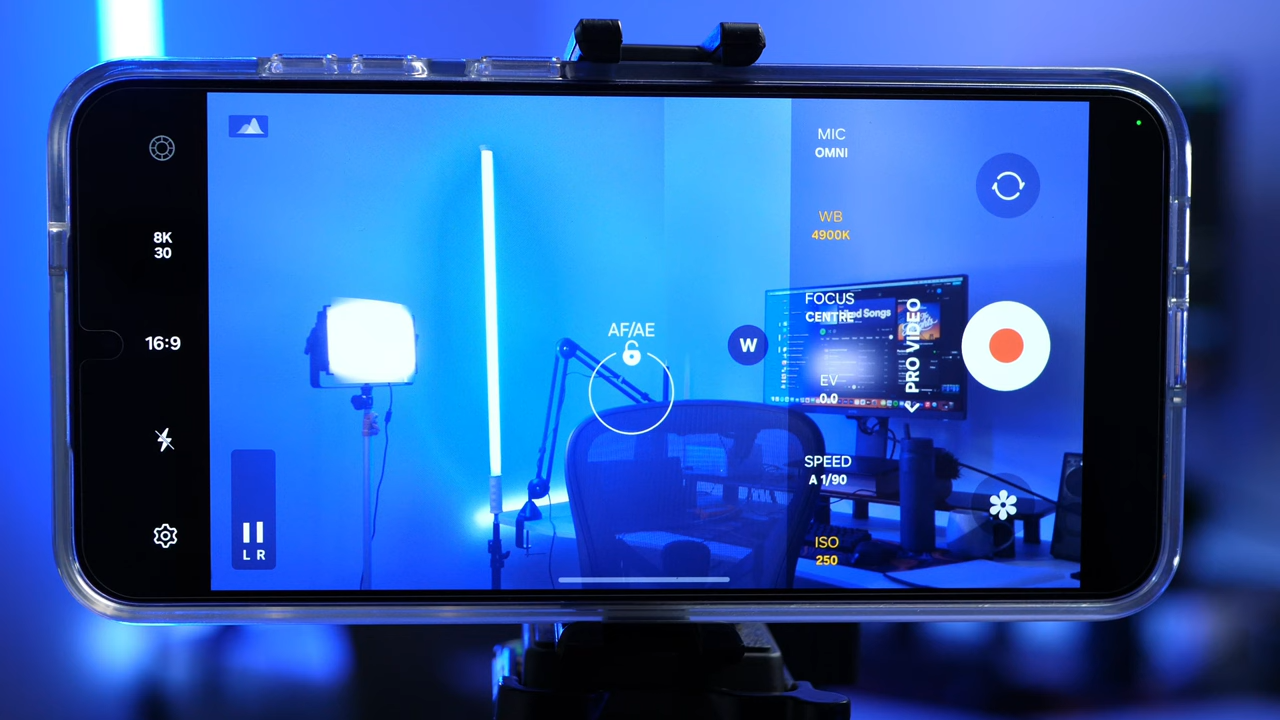 8K
30
16:9
L R
AF/AE
W
MIC
OMNI
WB
4900K
FOCUS
CENTRE
EV
0.0
SPEED
A 1/90
ISO
250
PRO VIDEO
Songs